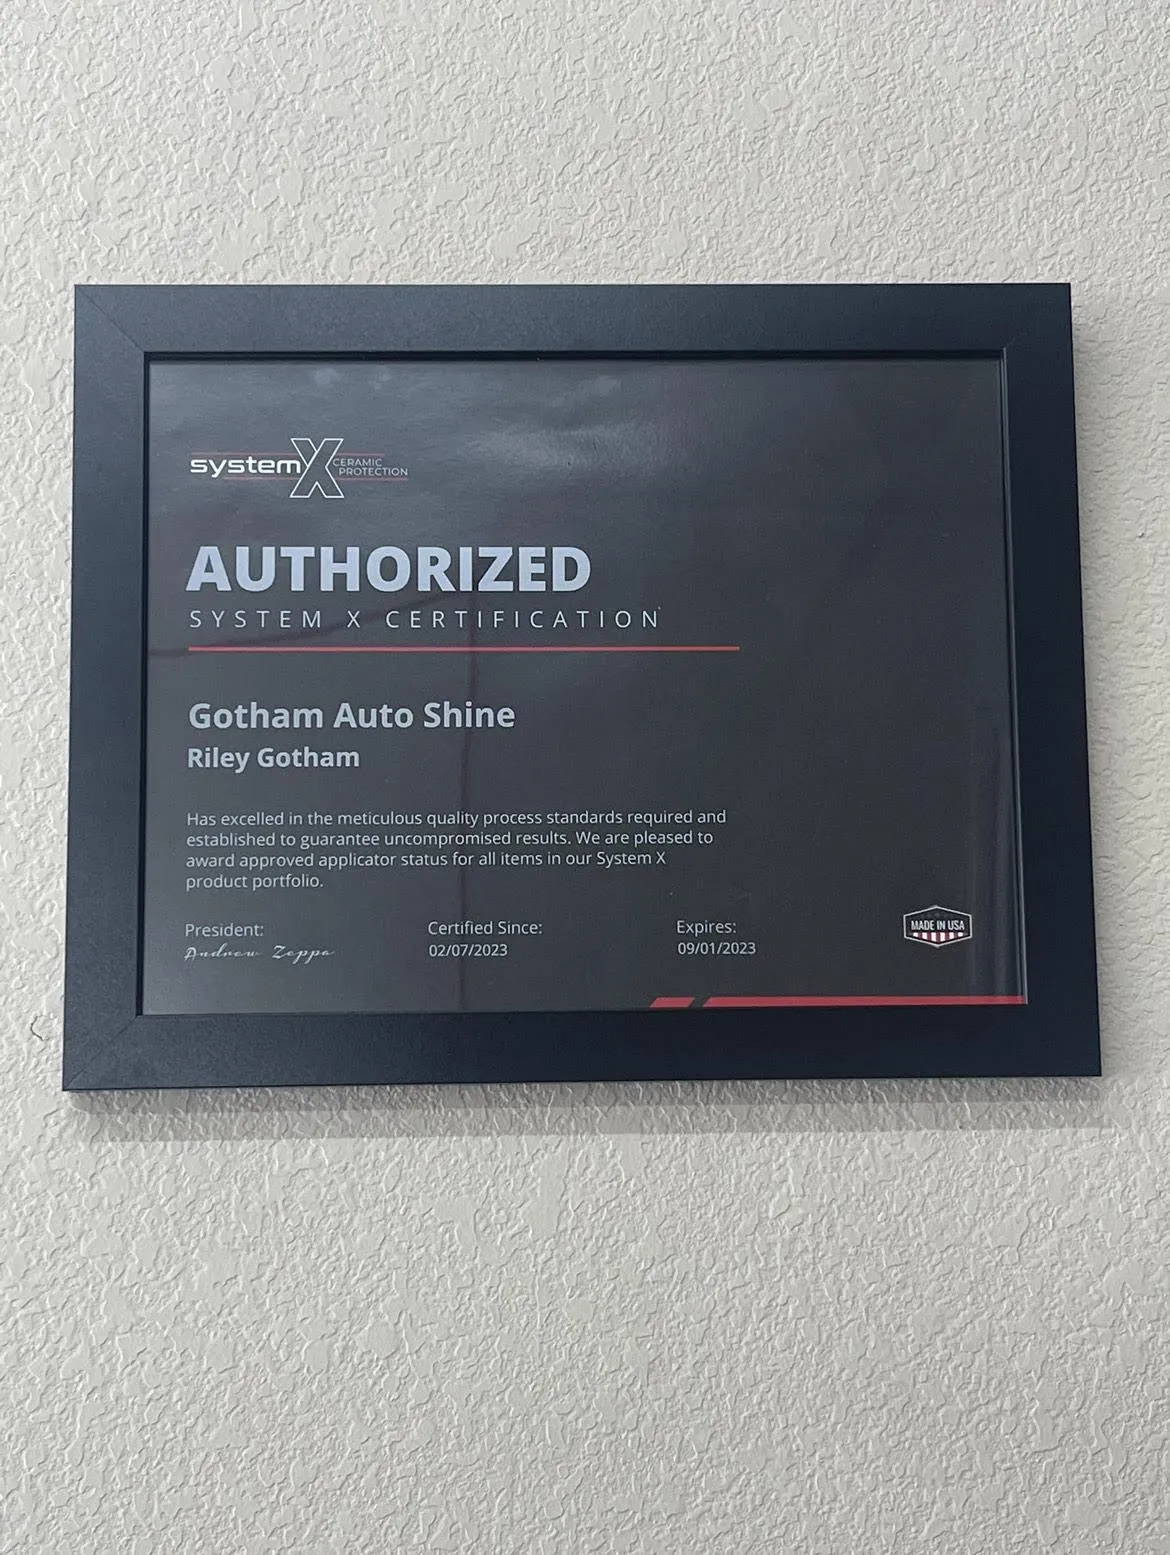 systemX CERAMIC PROTECTION
AUTHORIZED
SYSTEM X CERTIFICATION
Gotham Auto Shine
Riley Gotham
Has excelled in the meticulous quality process standards required and
established to guarantee uncompromised results. We are pleased to
award approved applicator status for all items in our System X
product portfolio.
President:
Andrew Zeppa
Certified Since:
02/07/2023
Expires:
09/01/2023
MADE IN USA